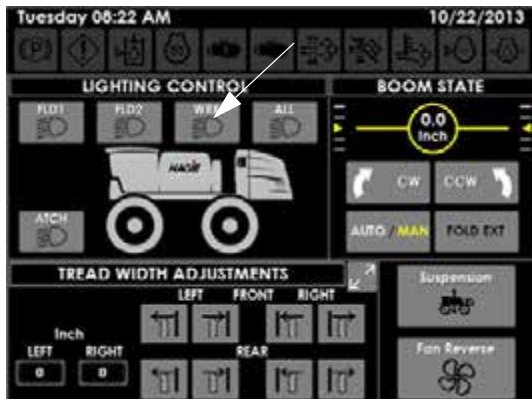 Tuesday 08:22 AM 10/22/2013
LIGHTING CONTROL BOOM STATE
FLD1 FLD2 ALL
0.0
Inch
HAGIE
CW CCW
ATCH
AUTO / MAN FOLD EXT
TREAD WIDTH ADJUSTMENTS
LEFT FRONT RIGHT
Suspension
Inch
LEFT RIGHT
REAR
Fan Reverse
0 0